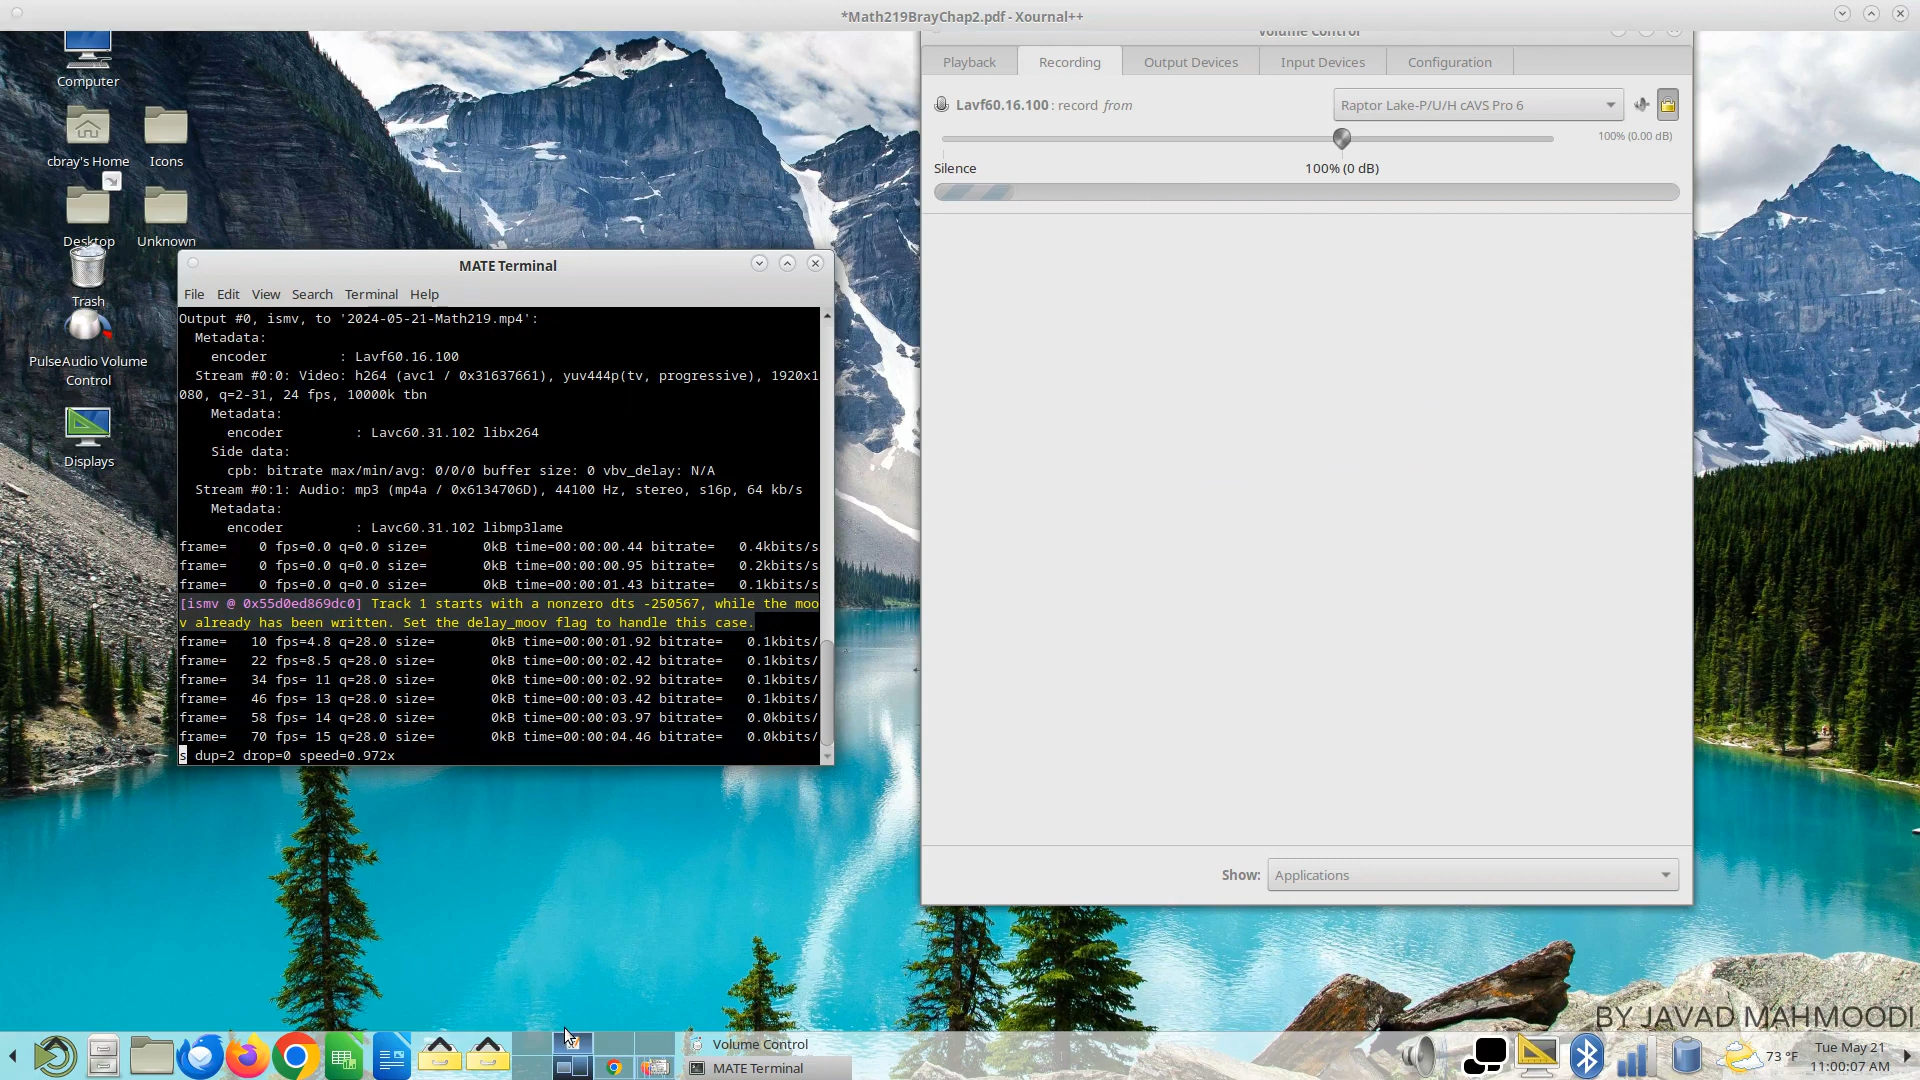 *Math219BrayChap2.pdf - Xournal++
Computer
cbray's Home
Icons
Desktop
Unknown
Trash
PulseAudio Volume
Control
Displays
MATE Terminal
File Edit View Search Terminal Help
Output #0, ismv, to '2024-05-21-Math219.mp4':
Metadata:
encoder : Lavf60.16.100
Stream #0:0: Video: h264 (avc1 / 0x31637661), yuv444p(tv, progressive), 1920x1
080, q=2-31, 24 fps, 10000k tbn
Metadata:
encoder : Lavc60.31.102 libx264
Side data:
cpb: bitrate max/min/avg: 0/0/0 buffer size: 0 vbv_delay: N/A
Stream #0:1: Audio: mp3 (mp4a / 0x6134706D), 44100 Hz, stereo, s16p, 64 kb/s
Metadata:
encoder : Lavc60.31.102 libmp3lame
frame= 0 fps=0.0 q=0.0 size= 0kB time=00:00:00.44 bitrate= 0.4kbits/s
frame= 0 fps=0.0 q=0.0 size= 0kB time=00:00:00.95 bitrate= 0.2kbits/s
frame= 0 fps=0.0 q=0.0 size= 0kB time=00:00:01.43 bitrate= 0.1kbits/s
[ismv @ 0x55d0ed869dc0] Track 1 starts with a nonzero dts -250567, while the moo
v already has been written. Set the delay_moov flag to handle this case.
frame= 10 fps=4.8 q=28.0 size= 0kB time=00:00:01.92 bitrate= 0.1kbits/
frame= 22 fps=8.5 q=28.0 size= 0kB time=00:00:02.42 bitrate= 0.1kbits/
frame= 34 fps= 11 q=28.0 size= 0kB time=00:00:02.92 bitrate= 0.1kbits/
frame= 46 fps= 13 q=28.0 size= 0kB time=00:00:03.42 bitrate= 0.1kbits/
frame= 58 fps= 14 q=28.0 size= 0kB time=00:00:03.97 bitrate= 0.0kbits/
frame= 70 fps= 15 q=28.0 size= 0kB time=00:00:04.46 bitrate= 0.0kbits/
s dup=2 drop=0 speed=0.972x
Volume Control
Playback Recording Output Devices Input Devices Configuration
Lavf60.16.100 : record from
Raptor Lake-P/U/H cAVS Pro 6
100% (0.00 dB)
Silence
100% (0 dB)
Show: Applications
BY JAVAD MAHMOODI
Volume Control
MATE Terminal
73 °F
Tue May 21
11:00:07 AM